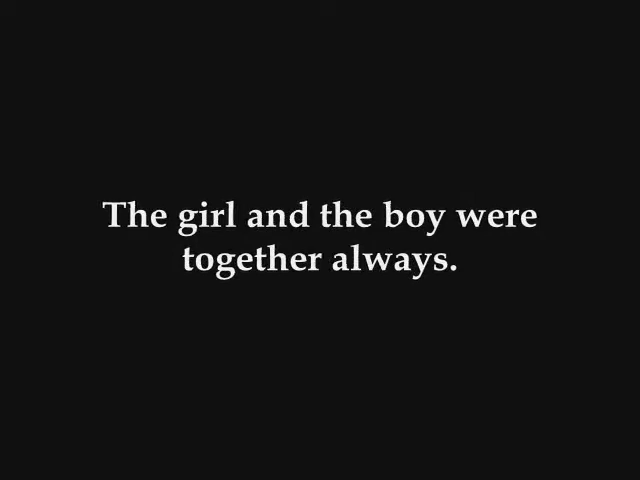 The girl and the boy were
together always.